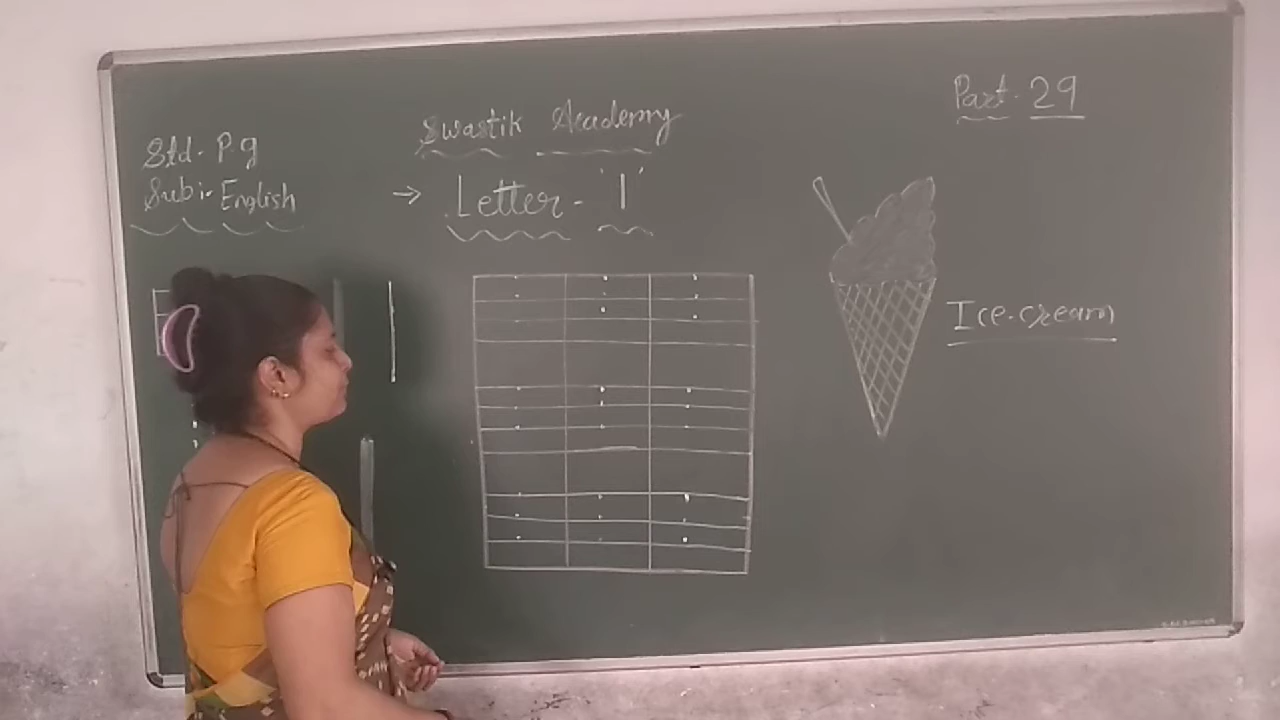 Part. 29
Swastik Academy
Std. P.g
Sub:- English
→ Letter - 'I'
Ice.cream